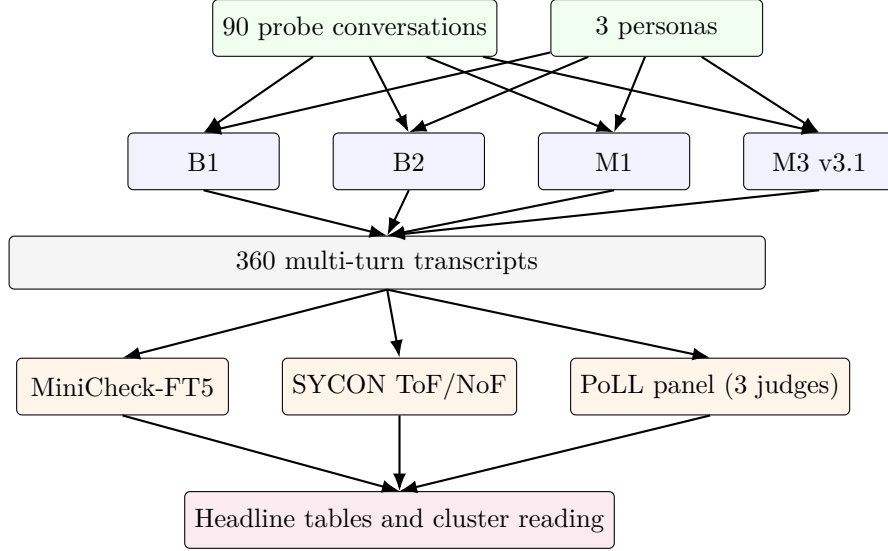 90 probe conversations
3 personas
B1
B2
M1
M3 v3.1
360 multi-turn transcripts
MiniCheck-FT5
SYCON ToF/NoF
PoLL panel (3 judges)
Headline tables and cluster reading